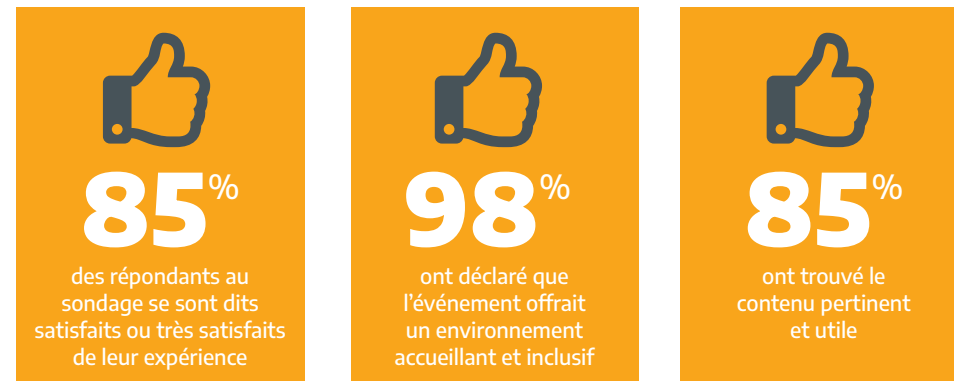 85%
des répondants au
sondage se sont dits
satisfaits ou très satisfaits
de leur expérience
98%
ont déclaré que
l'événement offrait
un environnement
accueillant et inclusif
85%
ont trouvé le
contenu pertinent
et utile